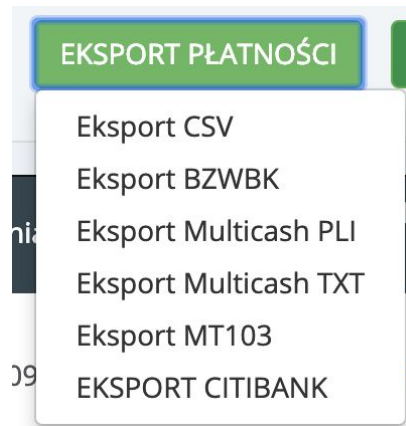 EKSPORT PŁATNOŚCI
Eksport CSV
Eksport BZWBK
Eksport Multicash PLI
Eksport Multicash TXT
Eksport MT103
EKSPORT CITIBANK